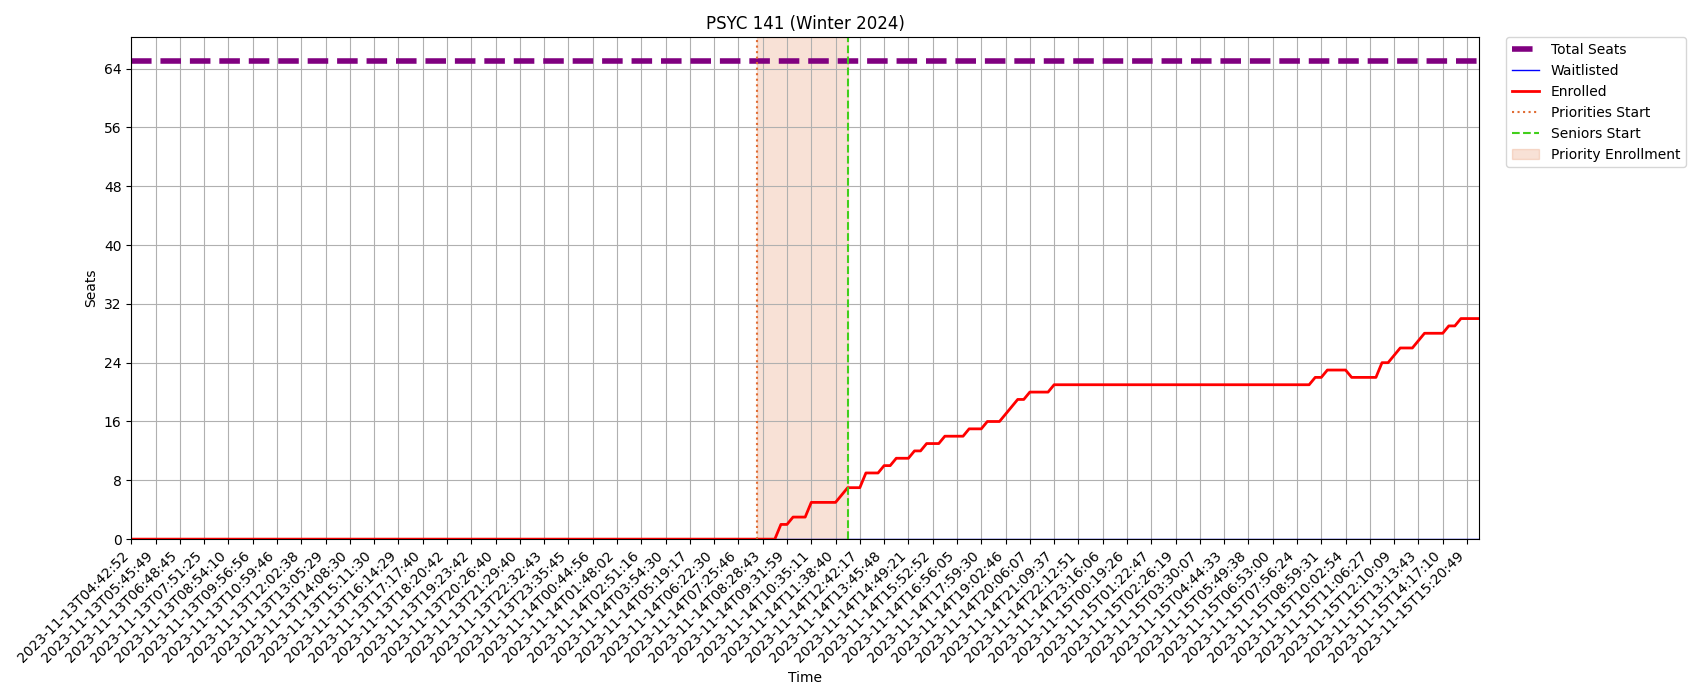 PSYC 141 (Winter 2024)
64
56
48
40
32
24
16
8
0
Seats
2023-11-13T04:42:52
2023-11-13T05:45:49
2023-11-13T06:48:45
2023-11-13T07:51:25
2023-11-13T08:54:10
2023-11-13T09:56:56
2023-11-13T10:59:46
2023-11-13T12:02:38
2023-11-13T13:05:29
2023-11-13T14:08:30
2023-11-13T15:11:30
2023-11-13T16:14:29
2023-11-13T17:17:40
2023-11-13T18:20:42
2023-11-13T19:23:42
2023-11-13T20:26:40
2023-11-13T21:29:40
2023-11-13T22:32:43
2023-11-13T23:35:45
2023-11-14T00:44:56
2023-11-14T01:48:02
2023-11-14T02:51:16
2023-11-14T03:54:30
2023-11-14T05:19:17
2023-11-14T06:22:30
2023-11-14T07:25:46
2023-11-14T08:28:43
2023-11-14T09:31:59
2023-11-14T10:35:11
2023-11-14T11:38:40
2023-11-14T12:42:17
2023-11-14T13:45:48
2023-11-14T14:49:21
2023-11-14T15:52:52
2023-11-14T16:56:05
2023-11-14T17:59:30
2023-11-14T19:02:46
2023-11-14T20:06:07
2023-11-14T21:09:37
2023-11-14T22:12:51
2023-11-14T23:16:06
2023-11-15T00:19:26
2023-11-15T01:22:47
2023-11-15T02:26:19
2023-11-15T03:30:07
2023-11-15T04:44:33
2023-11-15T05:49:38
2023-11-15T06:53:00
2023-11-15T07:56:24
2023-11-15T08:59:31
2023-11-15T10:02:54
2023-11-15T11:06:27
2023-11-15T12:10:09
2023-11-15T13:13:43
2023-11-15T14:17:10
2023-11-15T15:20:49
Time
Total Seats
Waitlisted
Enrolled
Priorities Start
Seniors Start
Priority Enrollment